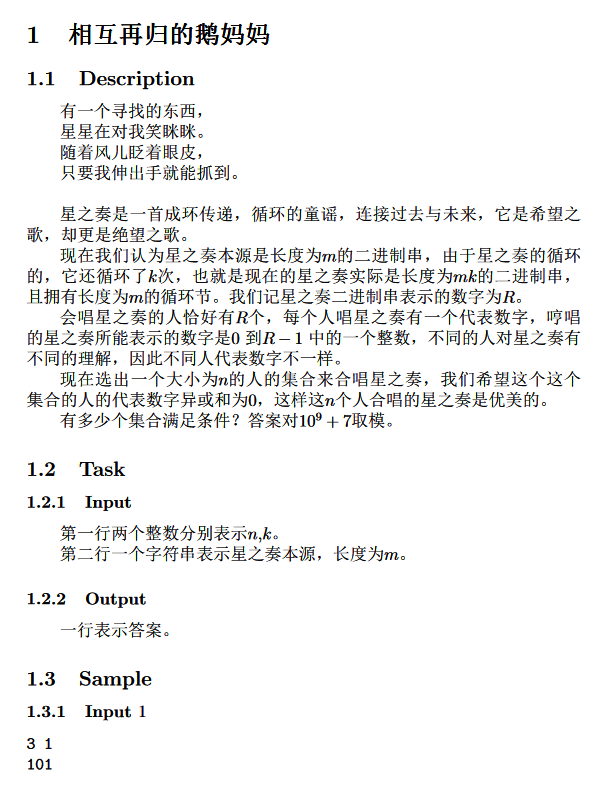 1 相互再归的鹅妈妈
1.1 Description
有一个寻找的东西，
星星在对我笑眯眯。
随着风儿眨着眼皮，
只要我伸出手就能抓到。
星之奏是一首成环传递，循环的童谣，连接过去与未来，它是希望之
歌，却更是绝望之歌。
现在我们认为星之奏本源是长度为m的二进制串，由于星之奏的循环
的，它还循环了k次，也就是现在的星之奏实际是长度为mk的二进制串，
且拥有长度为m的循环节。我们记星之奏二进制串表示的数字为R。
会唱星之奏的人恰好有R个，每个人唱星之奏有一个代表数字，哼唱
的星之奏所能表示的数字是0 到R − 1 中的一个整数，不同的人对星之奏有
不同的理解，因此不同人代表数字不一样。
现在选出一个大小为n的人的集合来合唱星之奏，我们希望这个这个
集合的人的代表数字异或和为0，这样这n个人合唱的星之奏是优美的。
有多少个集合满足条件？答案对10⁹ + 7取模。
1.2 Task
1.2.1 Input
第一行两个整数分别表示n,k。
第二行一个字符串表示星之奏本源，长度为m。
1.2.2 Output
一行表示答案。
1.3 Sample
1.3.1 Input 1
3 1
101